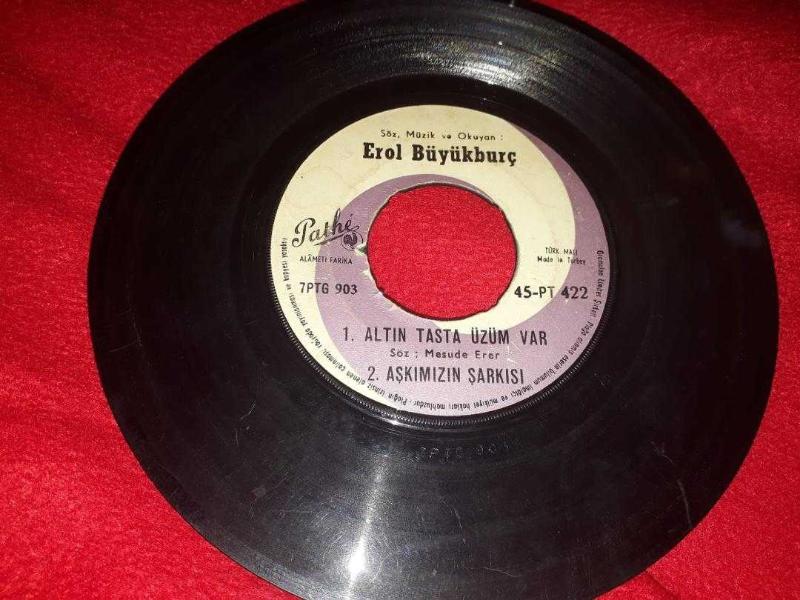 Söz, Müzik ve Okuyan :
Erol Büyükburç
Pathé
ALÂMETİ FARİKA
TÜRK MALI
Made in Turkey
7PTG 903
45-PT 422
1. ALTIN TASTA ÜZÜM VAR
Söz : Mesude Erer
2. AŞKIMIZIN ŞARKISI